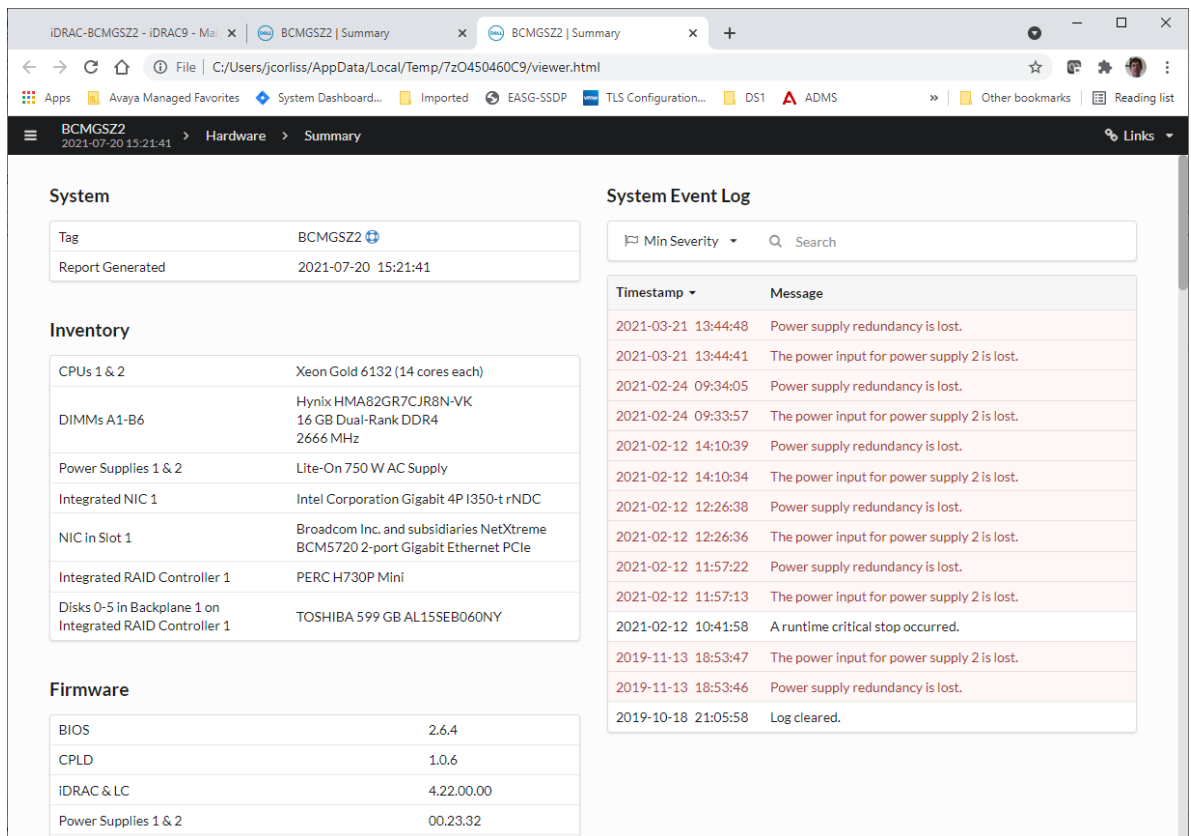 iDRAC-BCMGSZ2 - iDRAC9 - Mai
BCMGSZ2 | Summary
BCMGSZ2 | Summary
File | C:/Users/jcorliss/AppData/Local/Temp/7zO450460C9/viewer.html
Apps
Avaya Managed Favorites
System Dashboard...
Imported
EASG-SSDP
TLS Configuration...
DS1
ADMS
»
Other bookmarks
Reading list
BCMGSZ2
2021-07-20 15:21:41
> Hardware > Summary
Links
System
Tag BCMGSZ2
Report Generated 2021-07-20 15:21:41
Inventory
CPUs 1 & 2 Xeon Gold 6132 (14 cores each)
DIMMs A1-B6 Hynix HMA82GR7CJR8N-VK
16 GB Dual-Rank DDR4
2666 MHz
Power Supplies 1 & 2 Lite-On 750 W AC Supply
Integrated NIC 1 Intel Corporation Gigabit 4P I350-t rNDC
NIC in Slot 1 Broadcom Inc. and subsidiaries NetXtreme
BCM5720 2-port Gigabit Ethernet PCIe
Integrated RAID Controller 1 PERC H730P Mini
Disks 0-5 in Backplane 1 on
Integrated RAID Controller 1 TOSHIBA 599 GB AL15SEB060NY
Firmware
BIOS 2.6.4
CPLD 1.0.6
iDRAC & LC 4.22.00.00
Power Supplies 1 & 2 00.23.32
System Event Log
Min Severity Search
Timestamp Message
2021-03-21 13:44:48 Power supply redundancy is lost.
2021-03-21 13:44:41 The power input for power supply 2 is lost.
2021-02-24 09:34:05 Power supply redundancy is lost.
2021-02-24 09:33:57 The power input for power supply 2 is lost.
2021-02-12 14:10:39 Power supply redundancy is lost.
2021-02-12 14:10:34 The power input for power supply 2 is lost.
2021-02-12 12:26:38 Power supply redundancy is lost.
2021-02-12 12:26:36 The power input for power supply 2 is lost.
2021-02-12 11:57:22 Power supply redundancy is lost.
2021-02-12 11:57:13 The power input for power supply 2 is lost.
2021-02-12 10:41:58 A runtime critical stop occurred.
2019-11-13 18:53:47 The power input for power supply 2 is lost.
2019-11-13 18:53:46 Power supply redundancy is lost.
2019-10-18 21:05:58 Log cleared.